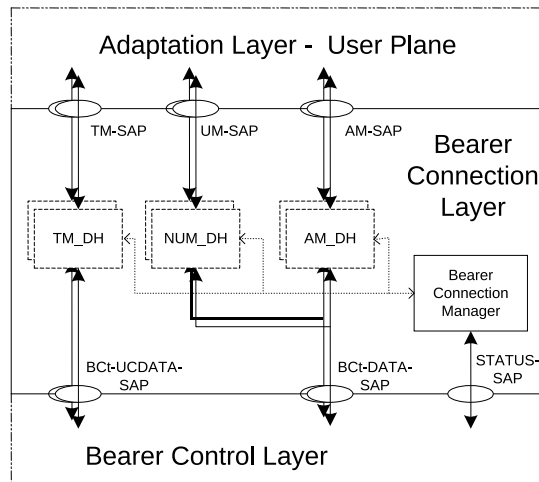 Adaptation Layer - User Plane
TM-SAP
UM-SAP
AM-SAP
Bearer
Connection
Layer
TM_DH
NUM_DH
AM_DH
Bearer
Connection
Manager
BCt-UCDATA-
SAP
BCt-DATA-
SAP
STATUS-
SAP
Bearer Control Layer